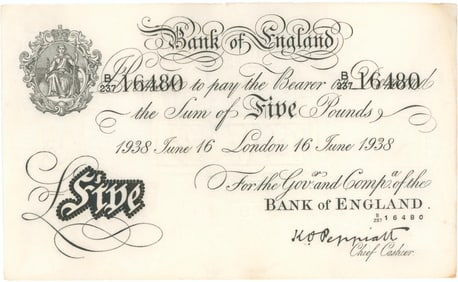 Bank of England
B/237 16480 to pay the Bearer on Demand B/237 16480
the Sum of Five Pounds
1938 June 16 London 16 June 1938
For the Govr and Compa of the
BANK OF ENGLAND.
B/237 16480
Five
K O Peppiatt
Chief Cashier